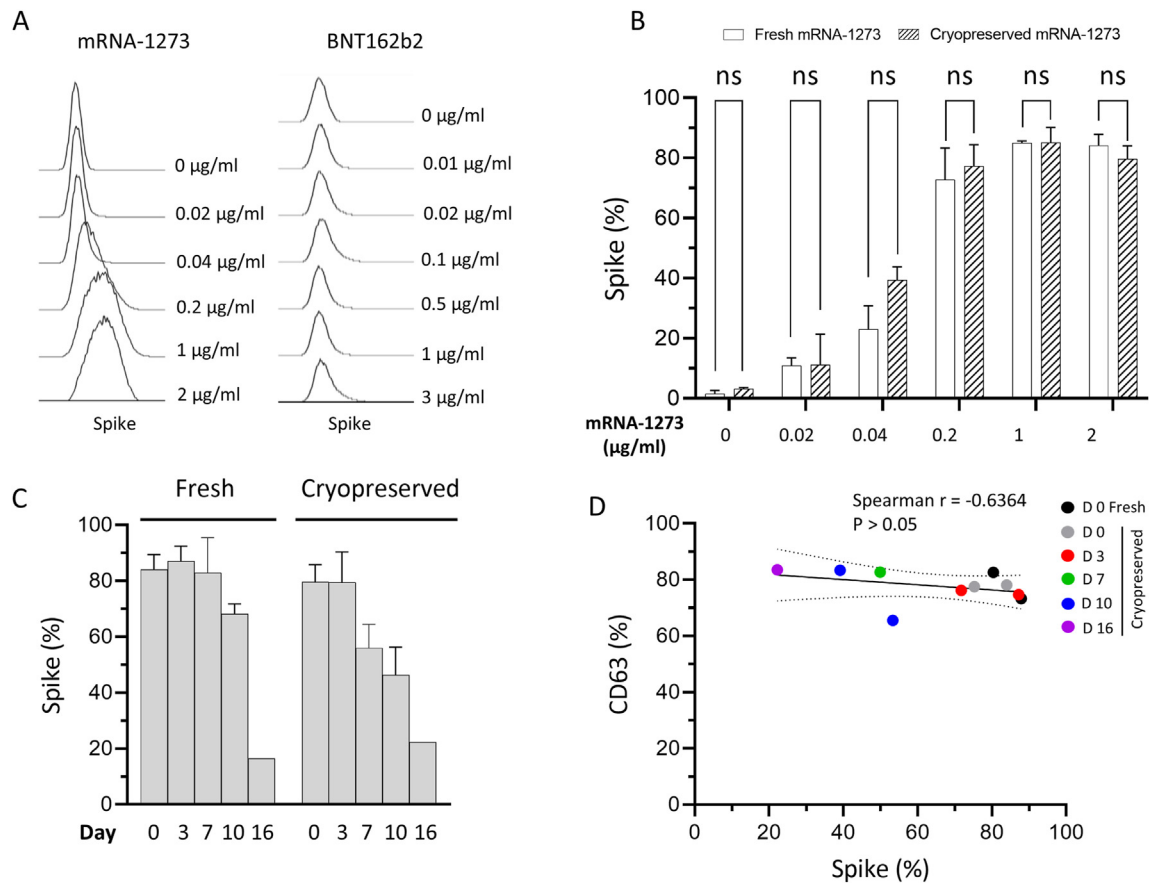 A
mRNA-1273
BNT162b2
0 µg/ml
0.02 µg/ml
0.04 µg/ml
0.2 µg/ml
1 µg/ml
2 µg/ml
Spike
0 µg/ml
0.01 µg/ml
0.02 µg/ml
0.1 µg/ml
0.5 µg/ml
1 µg/ml
3 µg/ml
Spike
B
Fresh mRNA-1273
Cryopreserved mRNA-1273
ns ns ns ns ns ns
Spike (%)
100
80
60
40
20
0
mRNA-1273
(µg/ml)
0 0.02 0.04 0.2 1 2
C
Fresh
Cryopreserved
Spike (%)
100
80
60
40
20
0
Day 0 3 7 10 16 0 3 7 10 16
D
Spearman r = -0.6364
P > 0.05
D 0 Fresh
D 0
D 3
D 7
D 10
D 16
Cryopreserved
CD63 (%)
100
80
60
40
20
0
0 20 40 60 80 100
Spike (%)